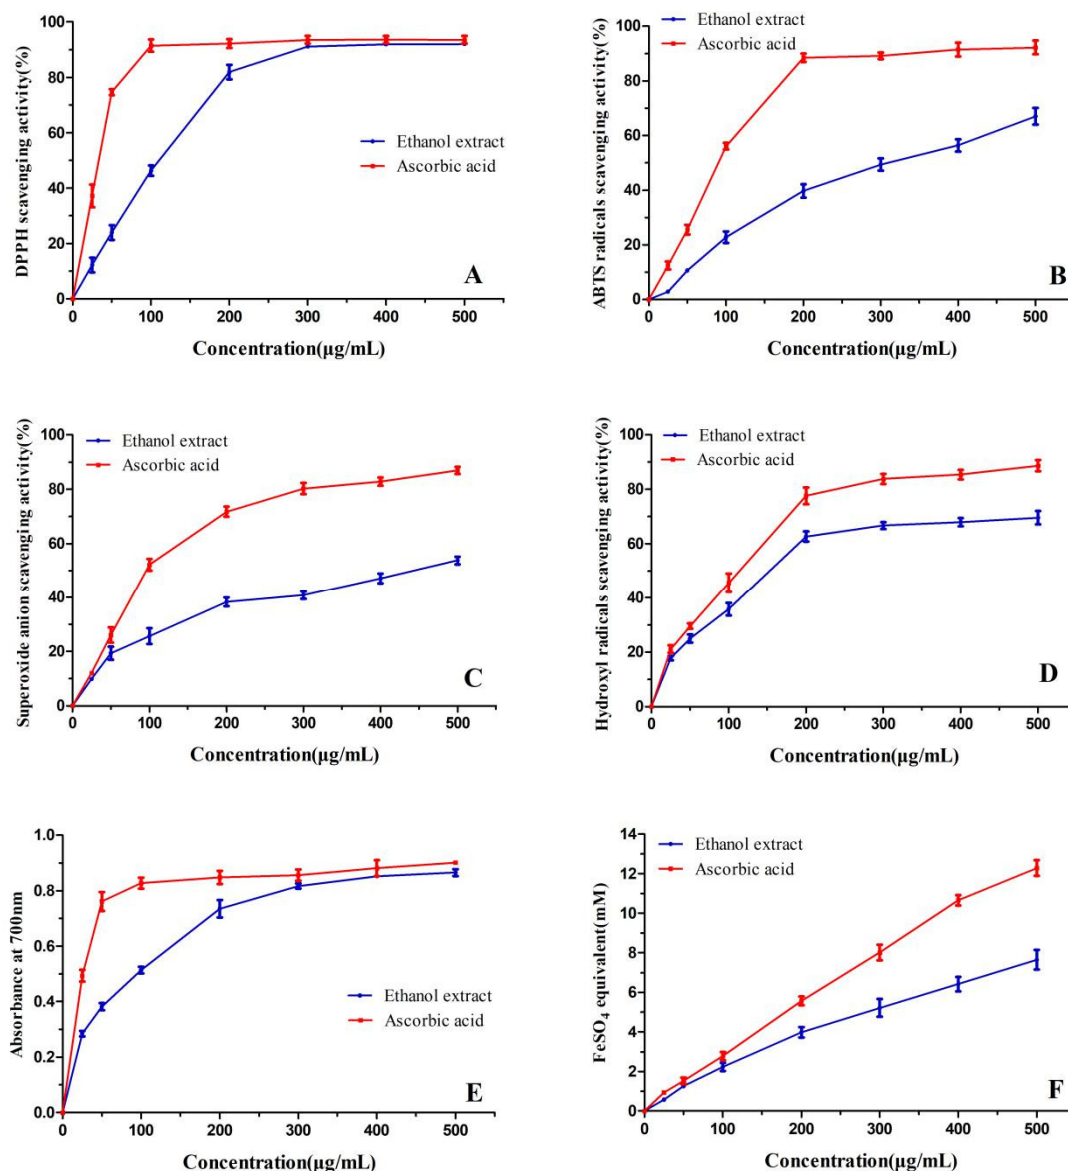 DPPH scavenging activity(%)
100
80
60
40
20
0
Ethanol extract
Ascorbic acid
A
0 100 200 300 400 500
Concentration(µg/mL)
ABTS radicals scavenging activity(%)
100
80
60
40
20
0
Ethanol extract
Ascorbic acid
B
0 100 200 300 400 500
Concentration(µg/mL)
Superoxide anion scavenging activity(%)
100
80
60
40
20
0
Ethanol extract
Ascorbic acid
C
0 100 200 300 400 500
Concentration(µg/mL)
Hydroxyl radicals scavenging activity(%)
100
80
60
40
20
0
Ethanol extract
Ascorbic acid
D
0 100 200 300 400 500
Concentration(µg/mL)
Absorbance at 700nm
1.0
0.8
0.6
0.4
0.2
0.0
Ethanol extract
Ascorbic acid
E
0 100 200 300 400 500
Concentration(µg/mL)
FeSO₄ equivalent(mM)
14
12
10
8
6
4
2
0
Ethanol extract
Ascorbic acid
F
0 100 200 300 400 500
Concentration(µg/mL)